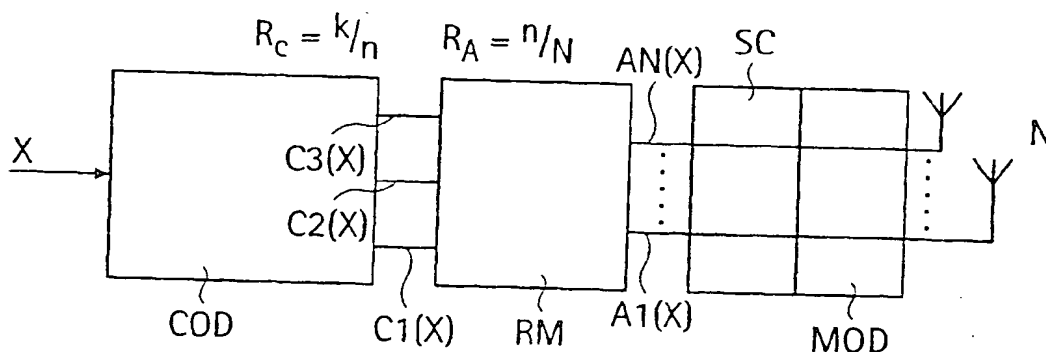 R_c = k/n
R_A = n/N
AN(X)
SC
X
C3(X)
C2(X)
N
COD
C1(X)
RM
A1(X)
MOD